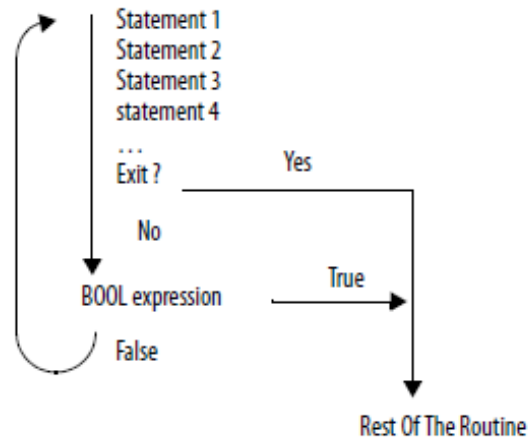 Statement 1
Statement 2
Statement 3
statement 4
...
Exit ?
Yes
No
BOOL expression
True
False
Rest Of The Routine